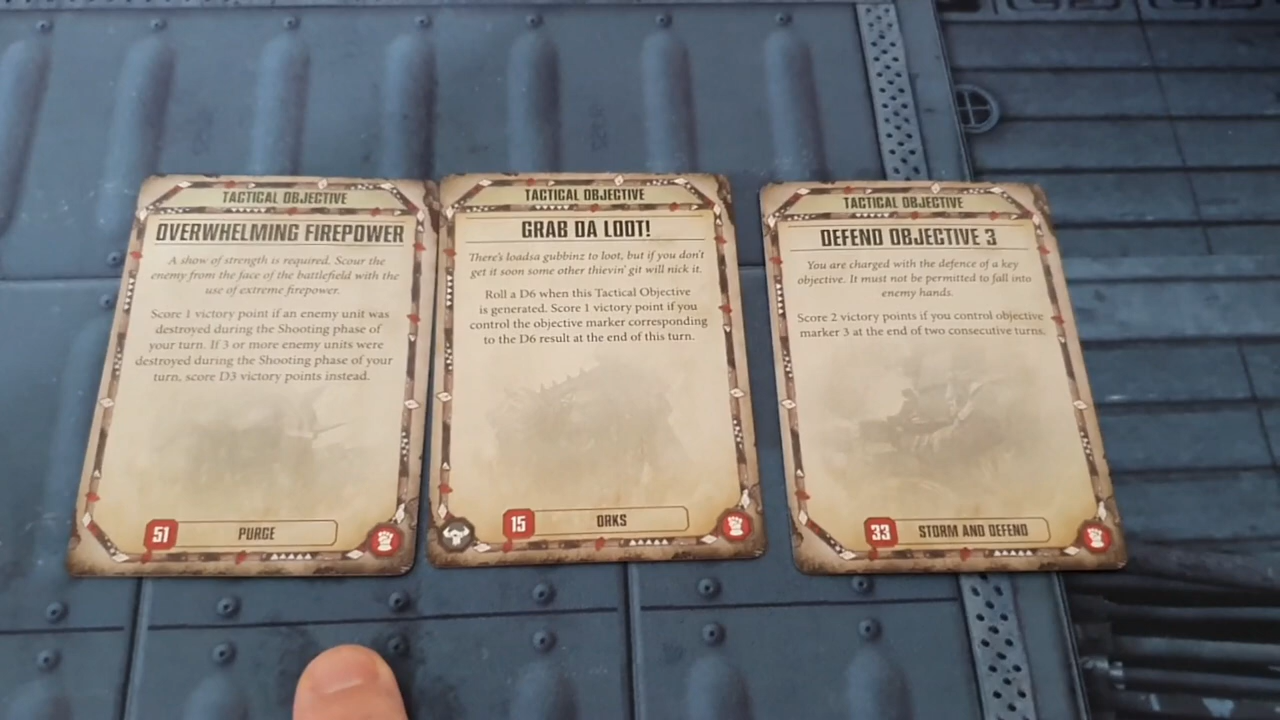 TACTICAL OBJECTIVE
OVERWHELMING FIREPOWER
A show of strength is required. Scour the
enemy from the face of the battlefield with the
use of extreme firepower.
Score 1 victory point if an enemy unit was
destroyed during the Shooting phase of
your turn. If 3 or more enemy units were
destroyed during the Shooting phase of your
turn, score D3 victory points instead.
51
PURGE
TACTICAL OBJECTIVE
GRAB DA LOOT!
There's loadsa gubbinz to loot, but if you don't
get it soon some other thievin' git will nick it.
Roll a D6 when this Tactical Objective
is generated. Score 1 victory point if you
control the objective marker corresponding
to the D6 result at the end of this turn.
15
ORKS
TACTICAL OBJECTIVE
DEFEND OBJECTIVE 3
You are charged with the defence of a key
objective. It must not be permitted to fall into
enemy hands.
Score 2 victory points if you control objective
marker 3 at the end of two consecutive turns.
33
STORM AND DEFEND